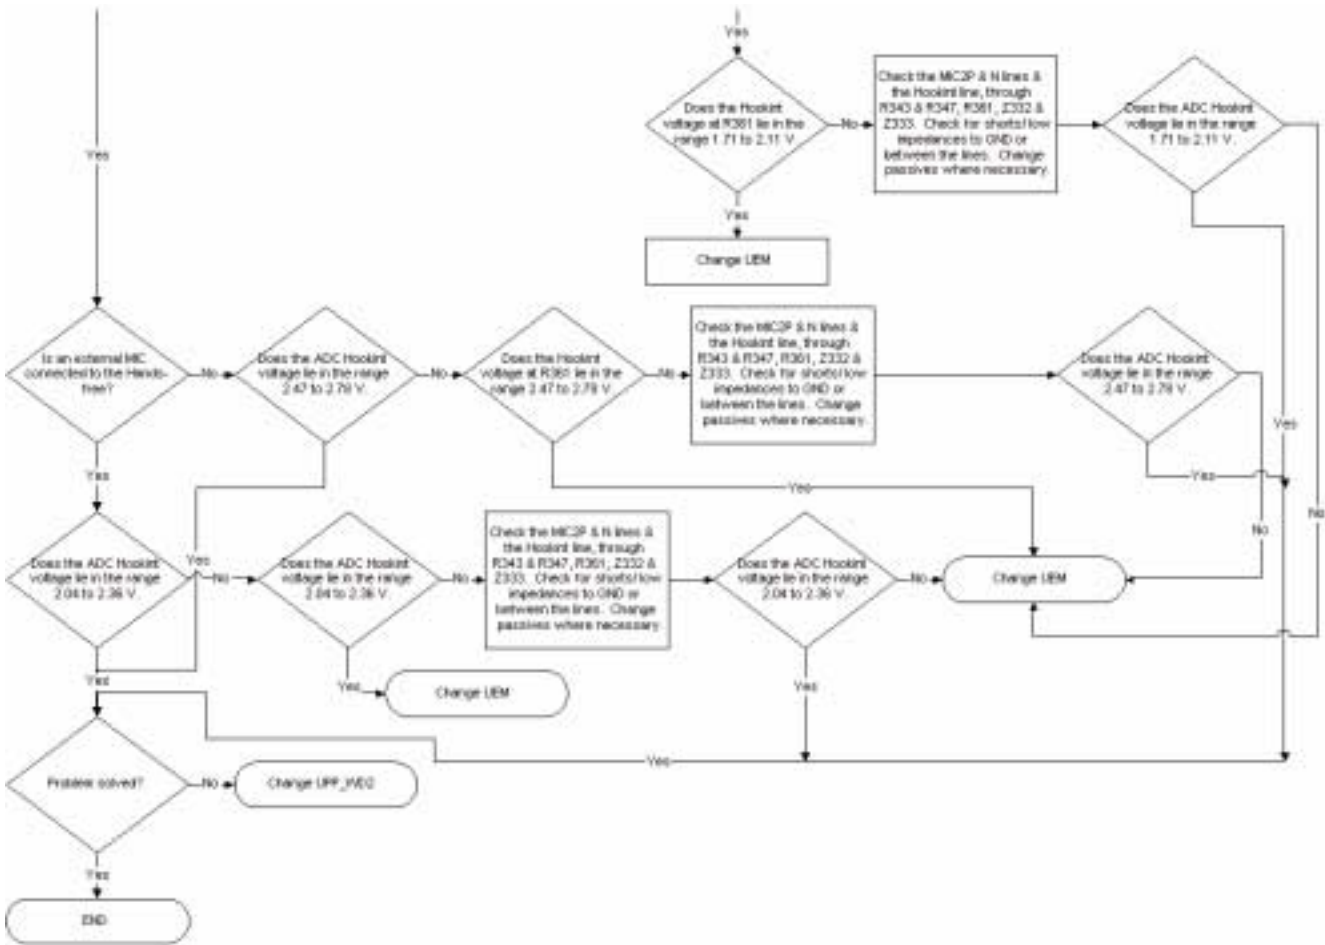 Yes
Does the Hookint
voltage at R361 lie in the
range 1.71 to 2.11 V.
No
Check the MIC2P & N lines &
the Hookint line, through
R343 & R347, R361, Z332 &
Z333. Check for shorts/low
impedances to GND or
between the lines. Change
passives where necessary.
Does the ADC Hookint
voltage lie in the range
1.71 to 2.11 V.
No
Yes
Yes
Change UEM
Yes
Is an external MIC
connected to the Hands-
free?
No
Does the ADC Hookint
voltage lie in the range
2.47 to 2.78 V.
No
Does the Hookint
voltage at R361 lie in the
range 2.47 to 2.78 V.
No
Check the MIC2P & N lines &
the Hookint line, through
R343 & R347, R361, Z332 &
Z333. Check for shorts/low
impedances to GND or
between the lines. Change
passives where necessary.
Does the ADC Hookint
voltage lie in the range
2.47 to 2.78 V.
Yes
Yes
Yes
Yes
No
No
Does the ADC Hookint
voltage lie in the range
2.04 to 2.36 V.
Yes
No
Does the ADC Hookint
voltage lie in the range
2.04 to 2.36 V.
No
Check the MIC2P & N lines &
the Hookint line, through
R343 & R347, R361, Z332 &
Z333. Check for shorts/low
impedances to GND or
between the lines. Change
passives where necessary.
Does the ADC Hookint
voltage lie in the range
2.04 to 2.36 V.
No
Change UEM
Yes
Yes
Change UEM
Yes
Yes
Problem solved?
No
Change UPP_WD2
Yes
END